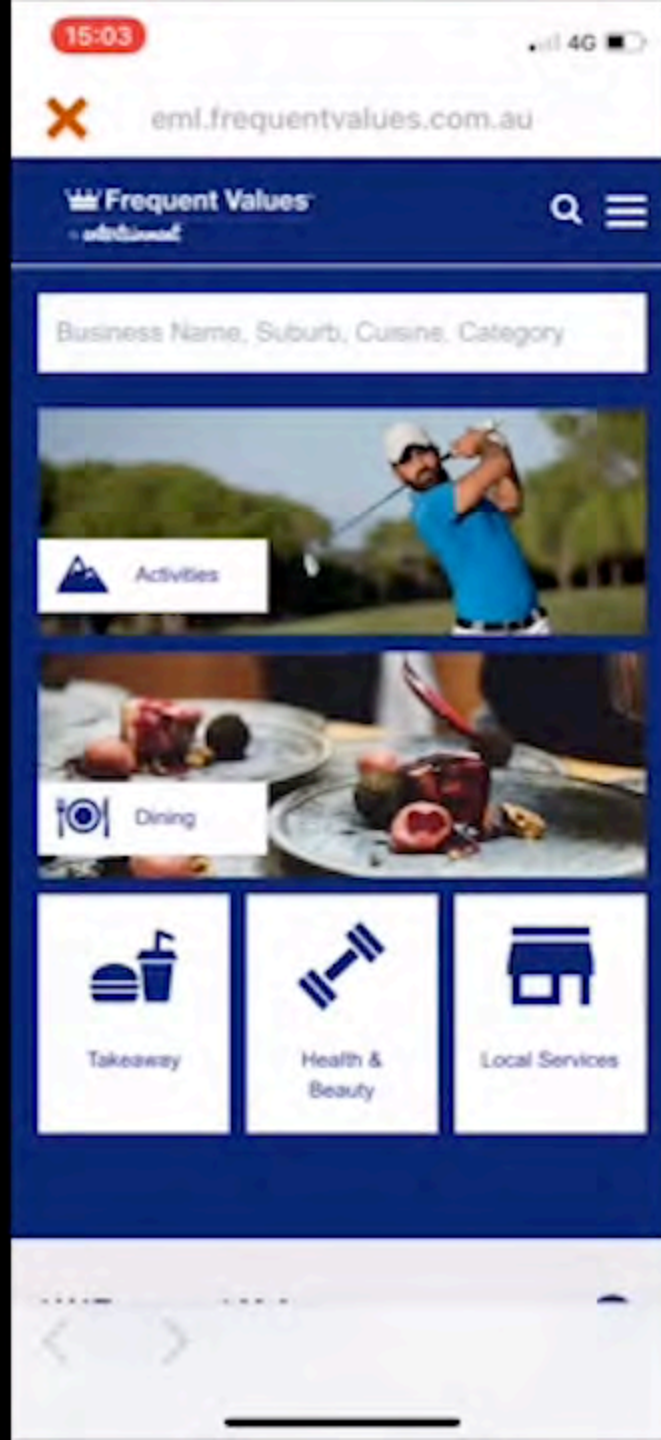 15:03
4G
eml.frequentvalues.com.au
Frequent Values
entertainment
Business Name, Suburb, Cuisine, Category
Activities
Dining
Takeaway
Health &
Beauty
Local Services